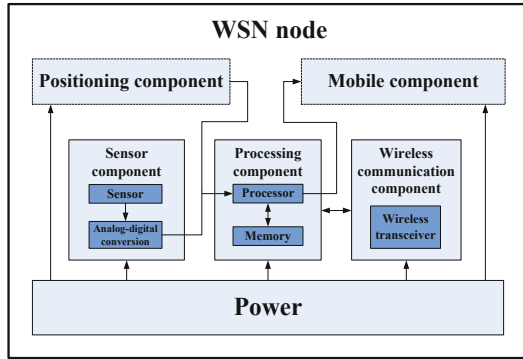 WSN node
Positioning component
Mobile component
Sensor
component
Sensor
Analog-digital
conversion
Processing
component
Processor
Memory
Wireless
communication
component
Wireless
transceiver
Power